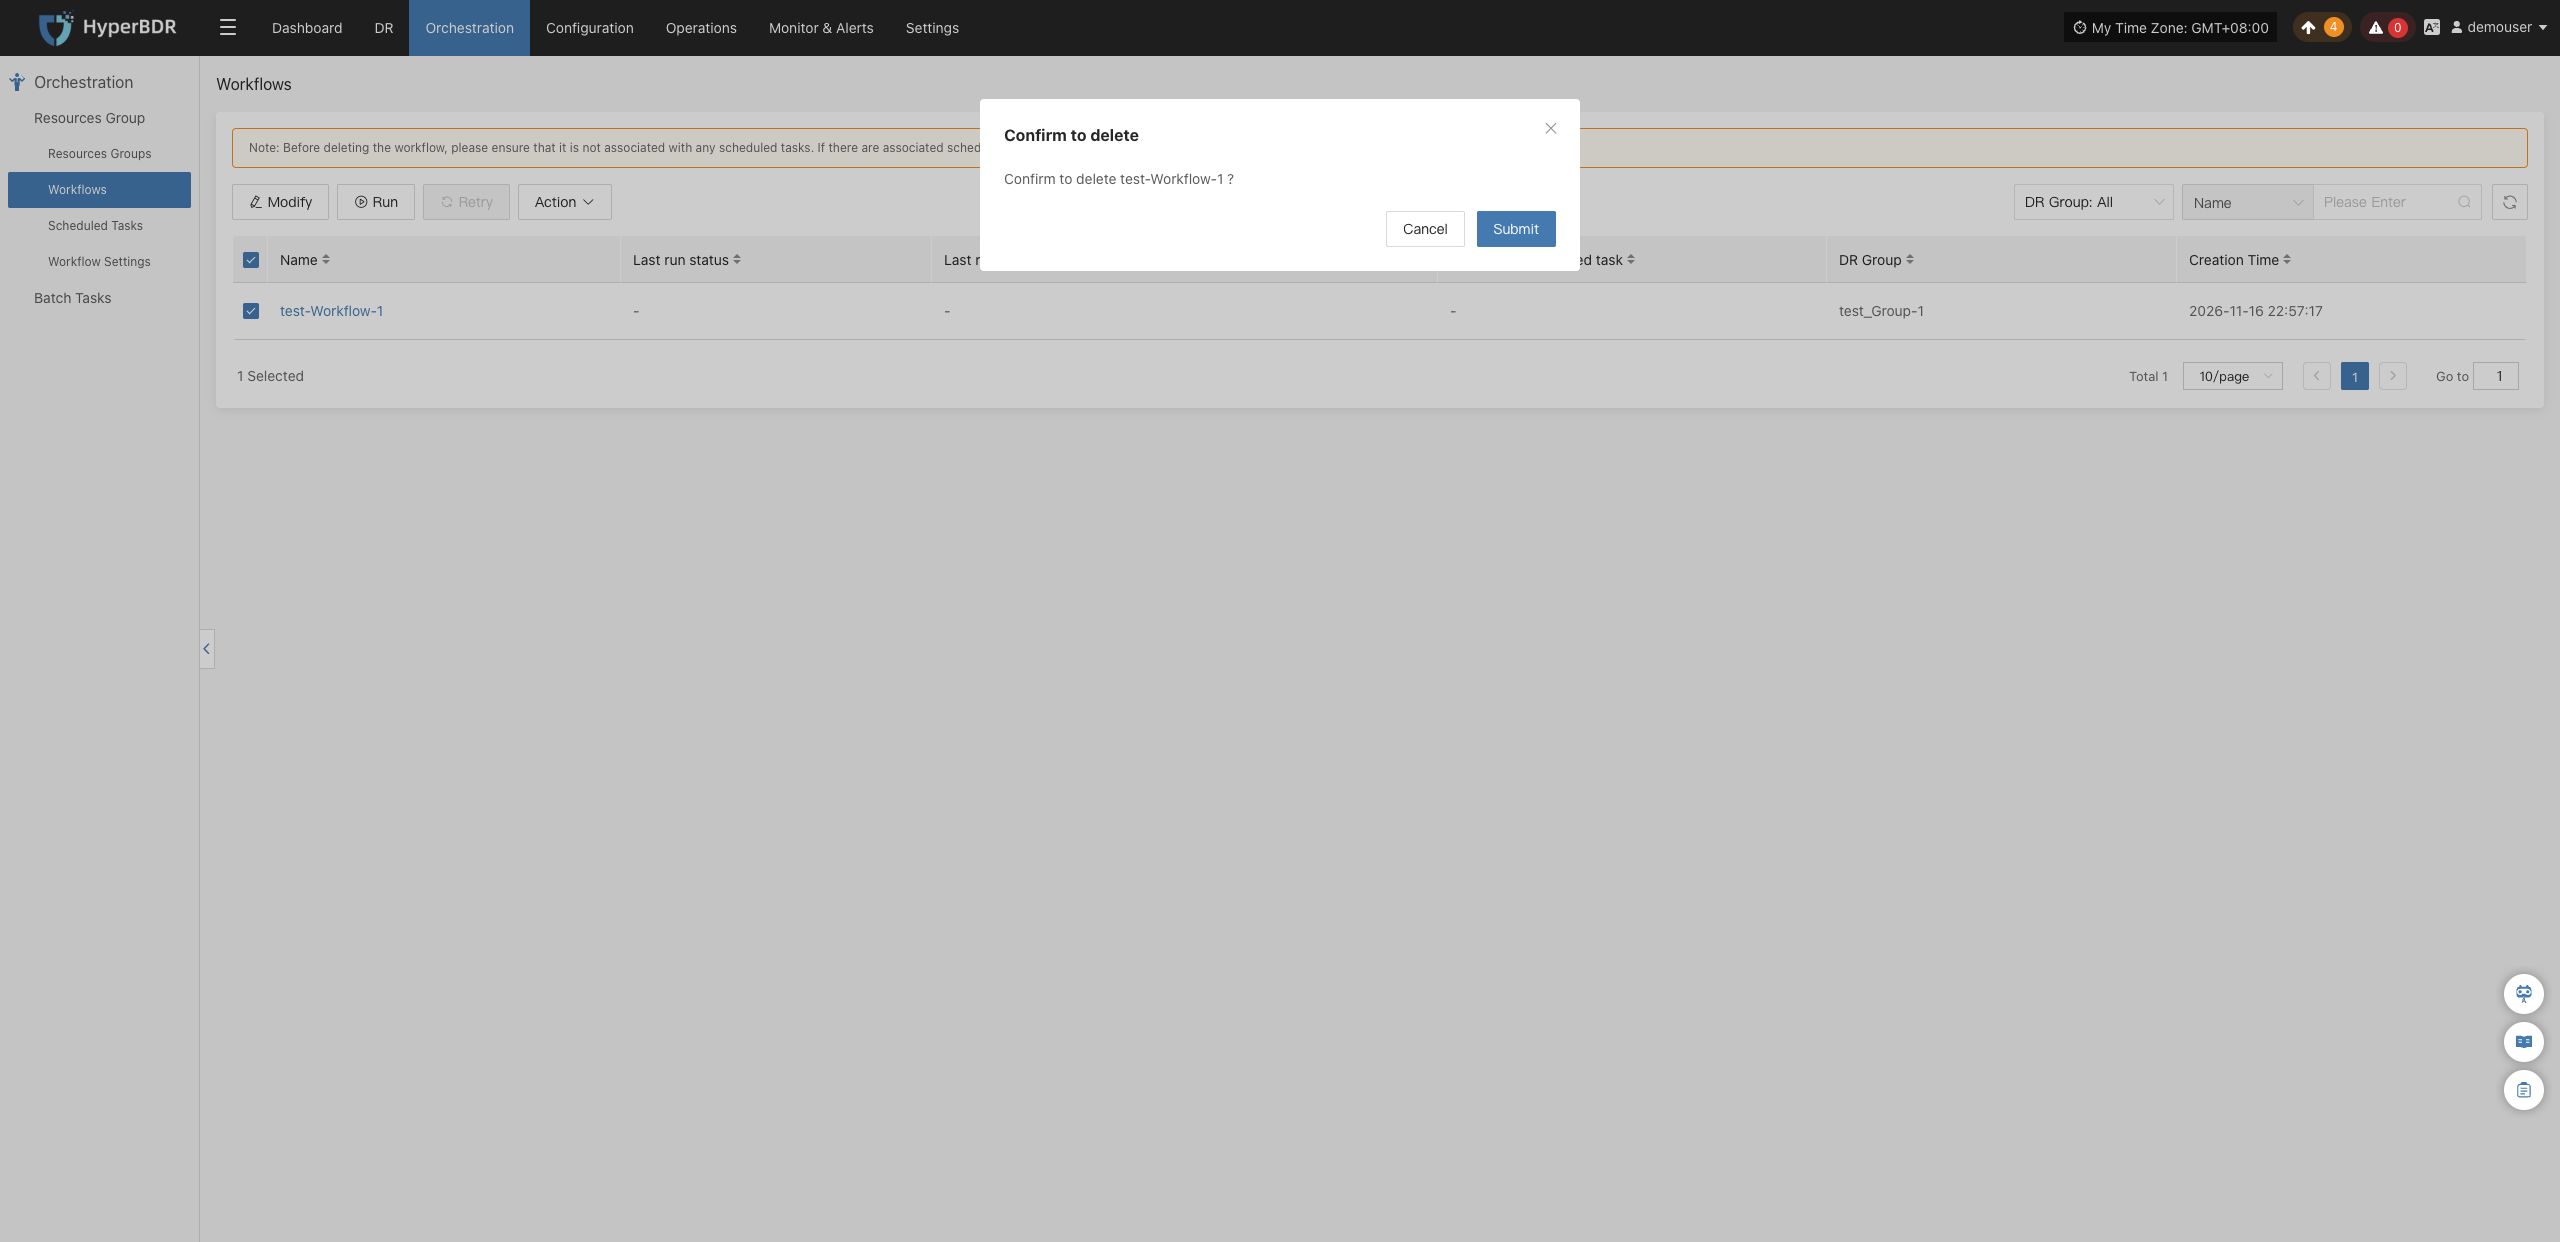 HyperBDR
Dashboard
DR
Orchestration
Configuration
Operations
Monitor & Alerts
Settings
My Time Zone: GMT+08:00
4
0
demouser
Orchestration
Resources Group
Resources Groups
Workflows
Scheduled Tasks
Workflow Settings
Batch Tasks
Workflows
Note: Before deleting the workflow, please ensure that it is not associated with any scheduled tasks. If there are associated sched
Modify
Run
Retry
Action
DR Group: All
Name
Please Enter
Name
Last run status
Last r
d task
DR Group
Creation Time
test-Workflow-1
-
-
-
test_Group-1
2026-11-16 22:57:17
1 Selected
Total 1
10/page
1
Go to
1
Confirm to delete
Confirm to delete test-Workflow-1 ?
Cancel
Submit